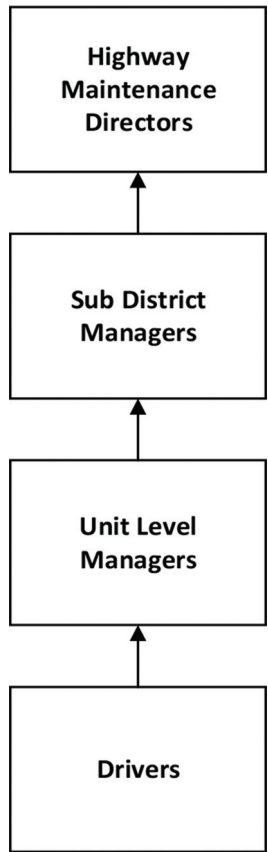 Highway
Maintenance
Directors
Sub District
Managers
Unit Level
Managers
Drivers